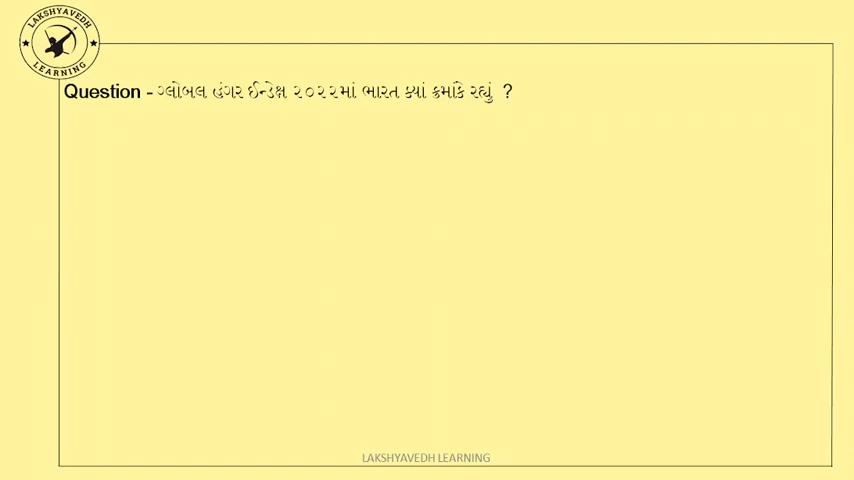 LAKSHYAVEDH
LEARNING
Question - ગ્લોબલ હંગર ઈન્ડેક્ષ ૨૦૨૨માં ભારત ક્યાં ક્રમાંકે રહ્યું ?
LAKSHYAVEDH LEARNING